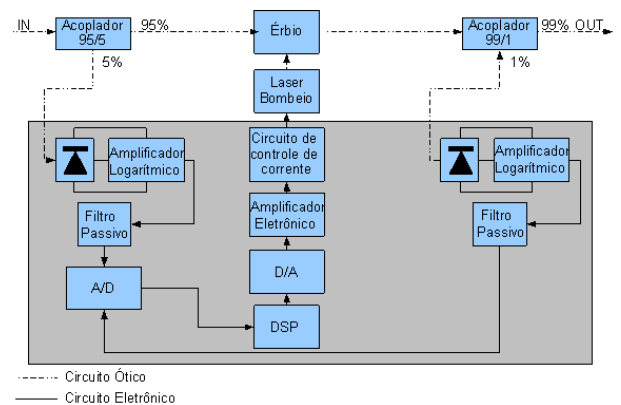 IN
Acoplador
95/5
95%
Érbio
Acoplador
99/1
99% OUT
5%
1%
Laser
Bombeio
Amplificador
Logarítmico
Circuito de
controle de
corrente
Amplificador
Logarítmico
Filtro
Passivo
Amplificador
Eletrônico
Filtro
Passivo
A/D
D/A
DSP
Circuito Ótico
Circuito Eletrônico